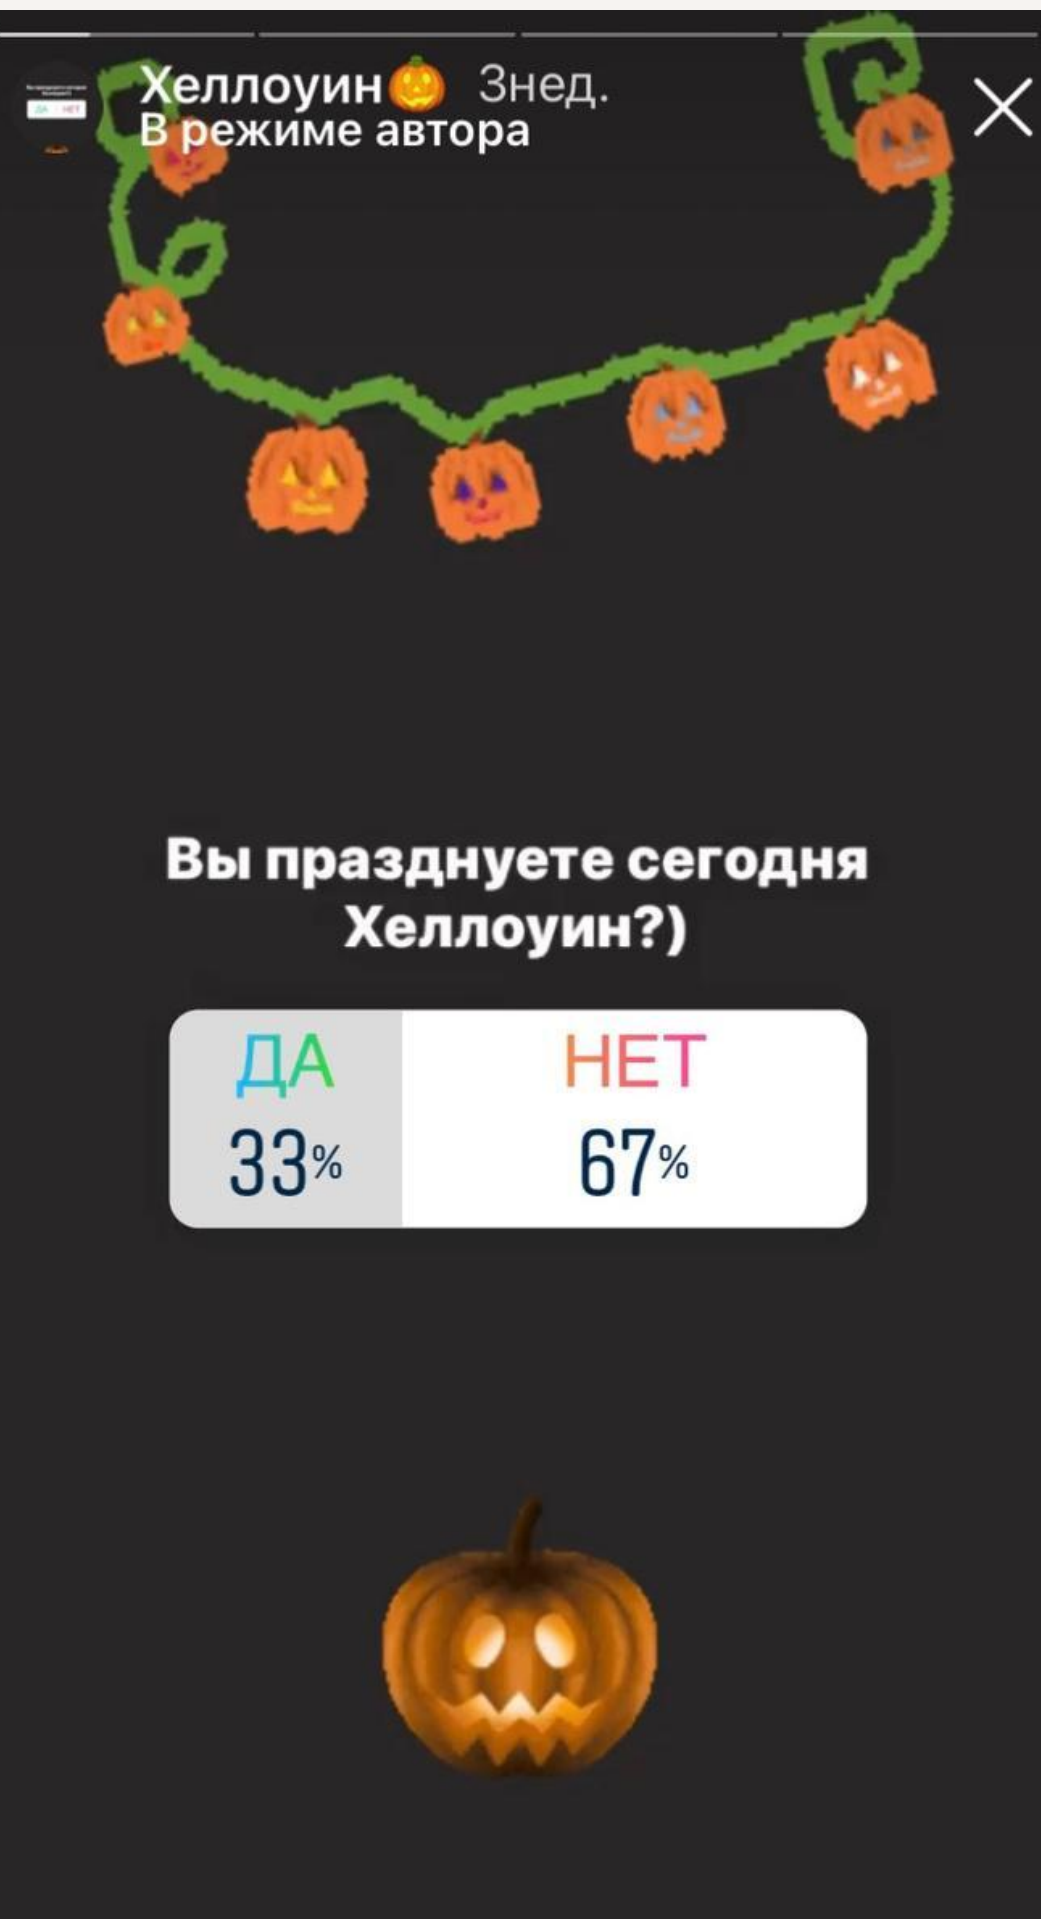 Хеллоуин🎃 3нед.
В режиме автора
Вы празднуете сегодня
Хеллоуин?)
ДА НЕТ
33% 67%